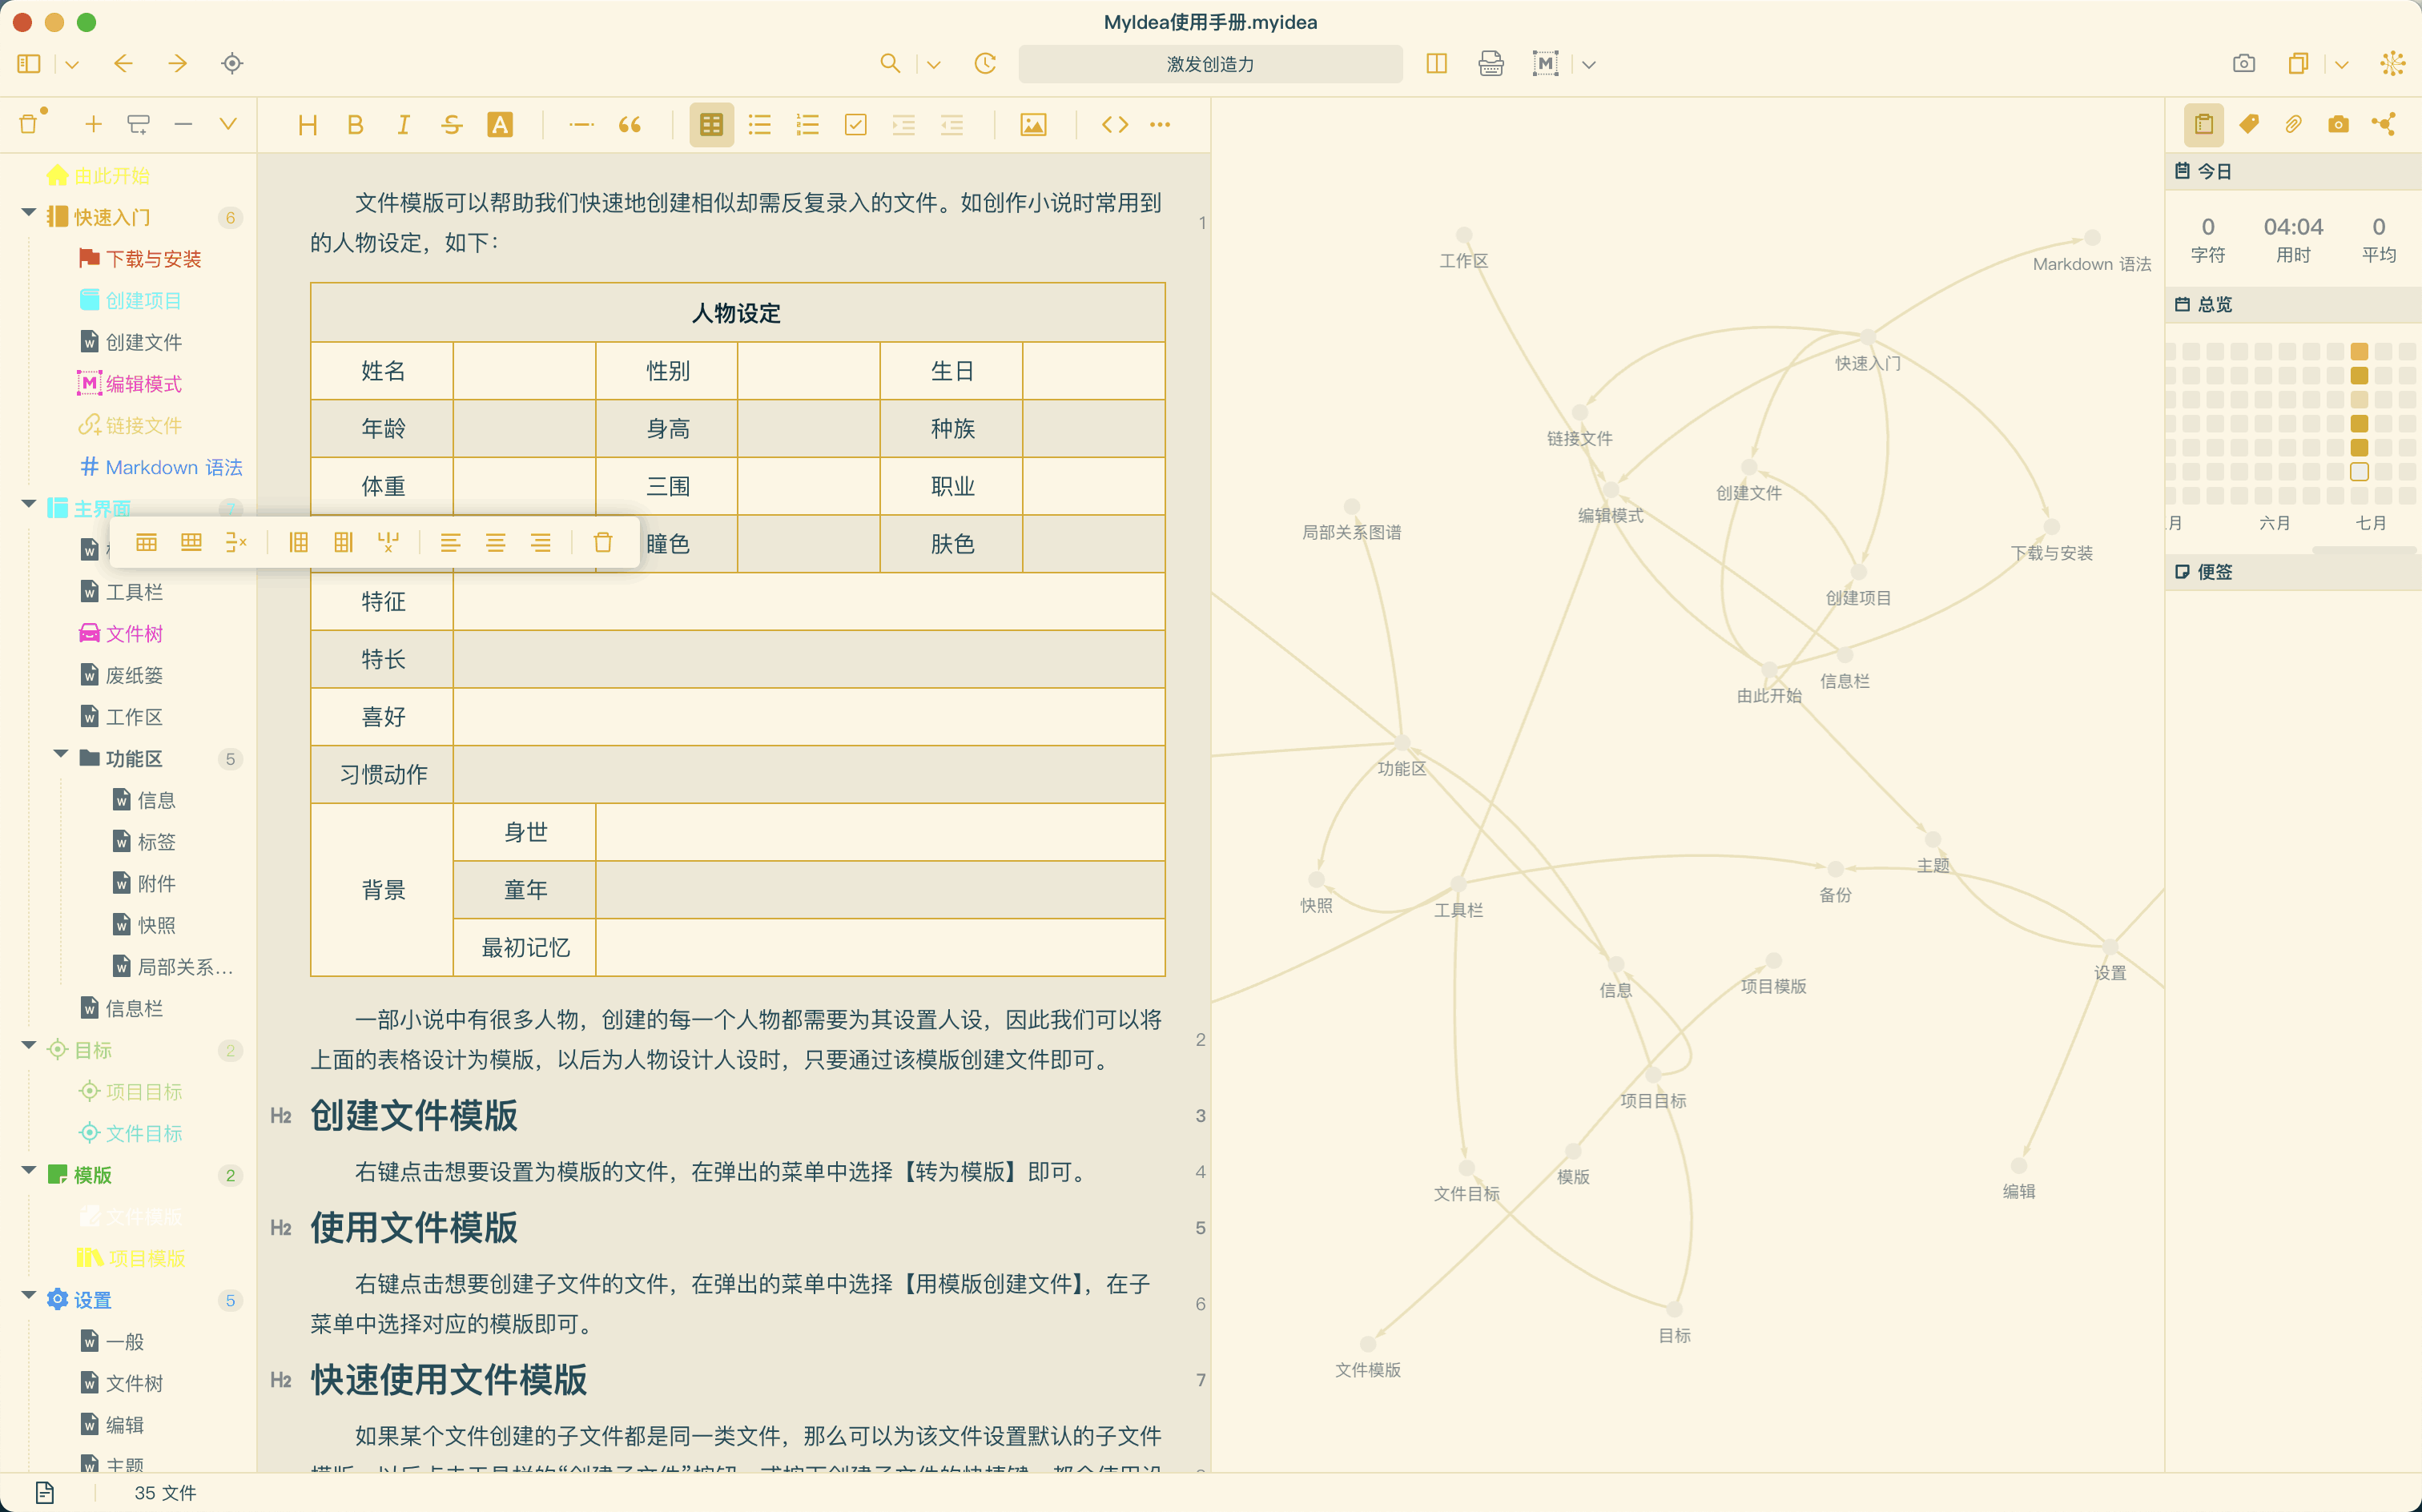 MyIdea使用手册.myidea
激发创造力
由此开始
快速入门 6
下载与安装
创建项目
创建文件
编辑模式
链接文件
Markdown 语法
主界面 7
工具栏
文件树
废纸篓
工作区
功能区 5
信息
标签
附件
快照
局部关系...
信息栏
目标 2
项目目标
文件目标
模版 2
文件模版
项目模版
设置 5
一般
文件树
编辑
主题
35 文件
文件模版可以帮助我们快速地创建相似却需反复录入的文件。如创作小说时常用到
的人物设定，如下：
1
人物设定
姓名 性别 生日
年龄 身高 种族
体重 三围 职业
瞳色 肤色
特征
特长
喜好
习惯动作
背景
身世
童年
最初记忆
一部小说中有很多人物，创建的每一个人物都需要为其设置人设，因此我们可以将
上面的表格设计为模版，以后为人物设计人设时，只要通过该模版创建文件即可。
2
H2 创建文件模版 3
右键点击想要设置为模版的文件，在弹出的菜单中选择【转为模版】即可。 4
H2 使用文件模版 5
右键点击想要创建子文件的文件，在弹出的菜单中选择【用模版创建文件】，在子
菜单中选择对应的模版即可。
6
H2 快速使用文件模版 7
如果某个文件创建的子文件都是同一类文件，那么可以为该文件设置默认的子文件
工作区
Markdown 语法
快速入门
链接文件
创建文件
编辑模式
局部关系图谱
下载与安装
创建项目
信息栏
由此开始
功能区
主题
备份
快照
工具栏
设置
信息
项目模版
项目目标
模版
文件目标
编辑
目标
文件模版
今日
0 04:04 0
字符 用时 平均
总览
月 六月 七月
便签